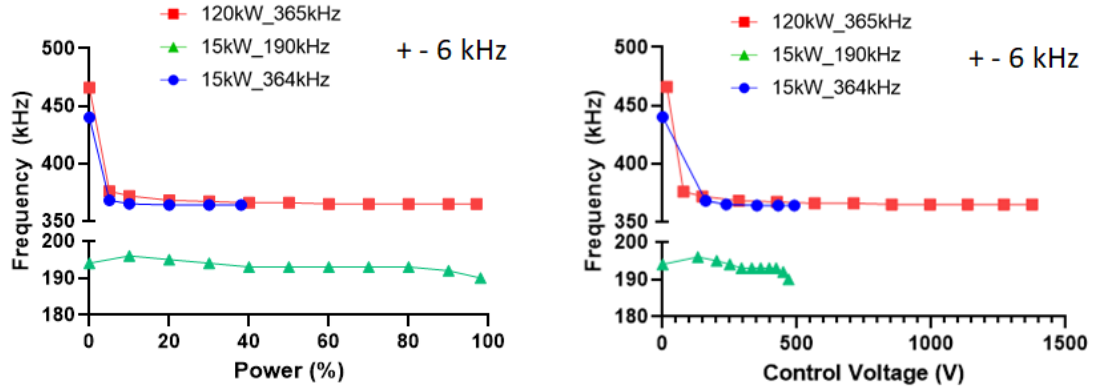 120kW_365kHz
15kW_190kHz
15kW_364kHz
+ - 6 kHz
500
450
400
350
200
190
180
Frequency (kHz)
0
20
40
60
80
100
Power (%)
120kW_365kHz
15kW_190kHz
15kW_364kHz
+ - 6 kHz
500
450
400
350
200
190
180
Frequency (kHz)
0
500
1000
1500
Control Voltage (V)